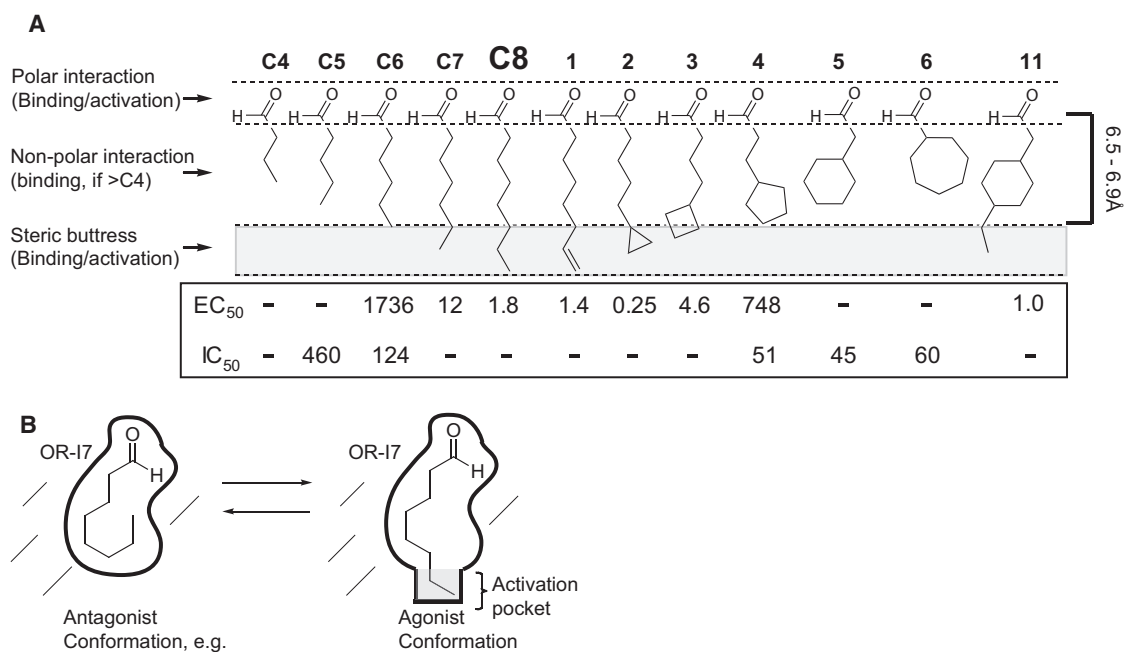 A
C4 C5 C6 C7 C8 1 2 3 4 5 6 11
Polar interaction
(Binding/activation)
O O O O O O O O O O O O
H H H H H H H H H H H H
Non-polar interaction
(binding, if >C4)
6.5 - 6.9Å
Steric buttress
(Binding/activation)
EC50 - - 1736 12 1.8 1.4 0.25 4.6 748 - - 1.0
IC50 - 460 124 - - - - - 51 45 60 -
B
OR-I7
O
H
OR-I7
O
H
Activation
pocket
Antagonist
Conformation, e.g.
Agonist
Conformation